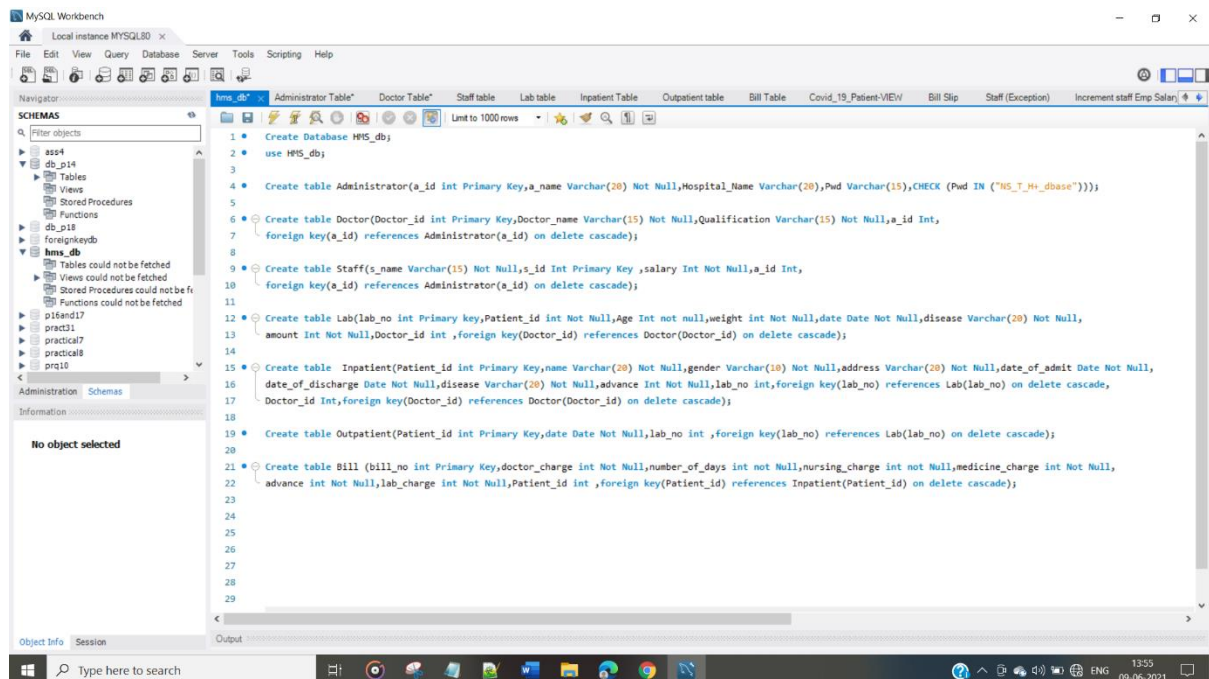 MySQL Workbench
Local instance MYSQL80
File Edit View Query Database Server Tools Scripting Help
Navigator
SCHEMAS
Filter objects
ass4
db_p14
Tables
Views
Stored Procedures
Functions
db_p18
foreignkeydb
hms_db
Tables could not be fetched
Views could not be fetched
Stored Procedures could not be fe
Functions could not be fetched
p16and17
pract31
practical7
practical8
prq10
Administration Schemas
Information
No object selected
Object Info Session
hms_db* Administrator Table* Doctor Table* Staff table Lab table Inpatient Table Outpatient table Bill Table Covid_19_Patient-VIEW Bill Slip Staff (Exception) Increment staff Emp Salary
Limit to 1000 rows
1 Create Database HMS_db;
2 use HMS_db;
3
4 Create table Administrator(a_id int Primary Key,a_name Varchar(20) Not Null,Hospital_Name Varchar(20),Pwd Varchar(15),CHECK (Pwd IN ("NS_T_H+_dbase")));
5
6 Create table Doctor(Doctor_id int Primary Key,Doctor_name Varchar(15) Not Null,Qualification Varchar(15) Not Null,a_id Int,
7 foreign key(a_id) references Administrator(a_id) on delete cascade);
8
9 Create table Staff(s_name Varchar(15) Not Null,s_id Int Primary Key ,salary Int Not Null,a_id Int,
10 foreign key(a_id) references Administrator(a_id) on delete cascade);
11
12 Create table Lab(lab_no int Primary key,Patient_id int Not Null,Age Int not null,weight int Not Null,date Date Not Null,disease Varchar(20) Not Null,
13 amount Int Not Null,Doctor_id int ,foreign key(Doctor_id) references Doctor(Doctor_id) on delete cascade);
14
15 Create table Inpatient(Patient_id int Primary Key,name Varchar(20) Not Null,gender Varchar(10) Not Null,address Varchar(20) Not Null,date_of_admit Date Not Null,
16 date_of_discharge Date Not Null,disease Varchar(20) Not Null,advance Int Not Null,lab_no int,foreign key(lab_no) references Lab(lab_no) on delete cascade,
17 Doctor_id Int,foreign key(Doctor_id) references Doctor(Doctor_id) on delete cascade);
18
19 Create table Outpatient(Patient_id int Primary Key,date Date Not Null,lab_no int ,foreign key(lab_no) references Lab(lab_no) on delete cascade);
20
21 Create table Bill (bill_no int Primary Key,doctor_charge int Not Null,number_of_days int not Null,nursing_charge int not Null,medicine_charge int Not Null,
22 advance int Not Null,lab_charge int Not Null,Patient_id int ,foreign key(Patient_id) references Inpatient(Patient_id) on delete cascade);
23
24
25
26
27
28
29
Output
Type here to search
ENG
13:55
09-06-2021